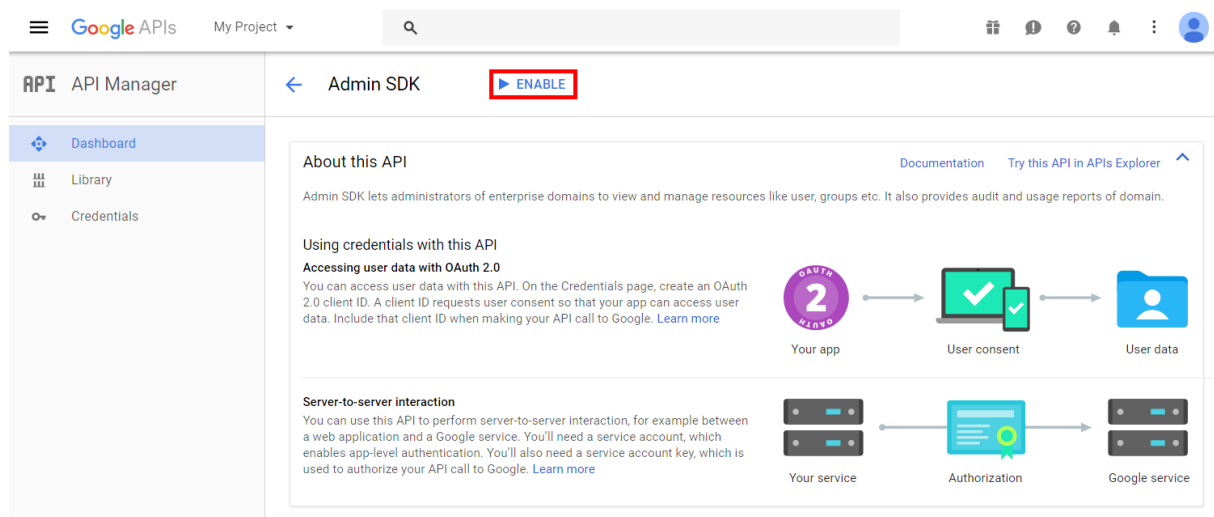 Google APIs My Project
API API Manager
Admin SDK ENABLE
Dashboard
Library
Credentials
About this API Documentation Try this API in APIs Explorer
Admin SDK lets administrators of enterprise domains to view and manage resources like user, groups etc. It also provides audit and usage reports of domain.
Using credentials with this API
Accessing user data with OAuth 2.0
You can access user data with this API. On the Credentials page, create an OAuth
2.0 client ID. A client ID requests user consent so that your app can access user
data. Include that client ID when making your API call to Google. Learn more
OAUTH
2
OAUTH
Your app User consent User data
Server-to-server interaction
You can use this API to perform server-to-server interaction, for example between
a web application and a Google service. You'll need a service account, which
enables app-level authentication. You'll also need a service account key, which is
used to authorize your API call to Google. Learn more
Your service Authorization Google service